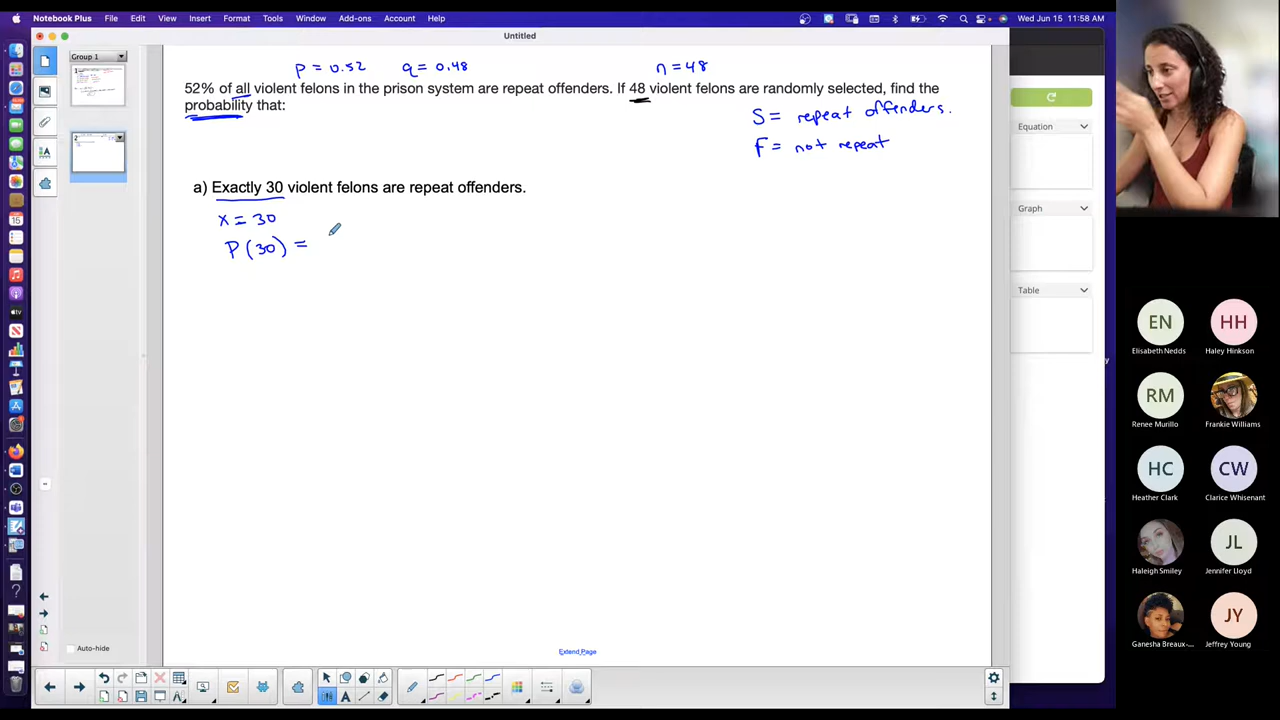 Notebook Plus File Edit View Insert Format Tools Window Add-ons Account Help Wed Jun 15 11:58 AM
Untitled
Group 1
p = 0.52 q = 0.48 n = 48
52% of all violent felons in the prison system are repeat offenders. If 48 violent felons are randomly selected, find the
probability that:
S = repeat offenders.
F = not repeat
a) Exactly 30 violent felons are repeat offenders.
x = 30
P(30) =
Equation
Graph
Table
EN
Elisabeth Nedds
HH
Haley Hinkson
RM
Renee Murillo
Frankie Williams
HC
Heather Clark
CW
Clarice Whisenant
Haleigh Smiley
JL
Jennifer Lloyd
Ganesha Breaux-...
JY
Jeffrey Young
Extend Page
Auto-hide